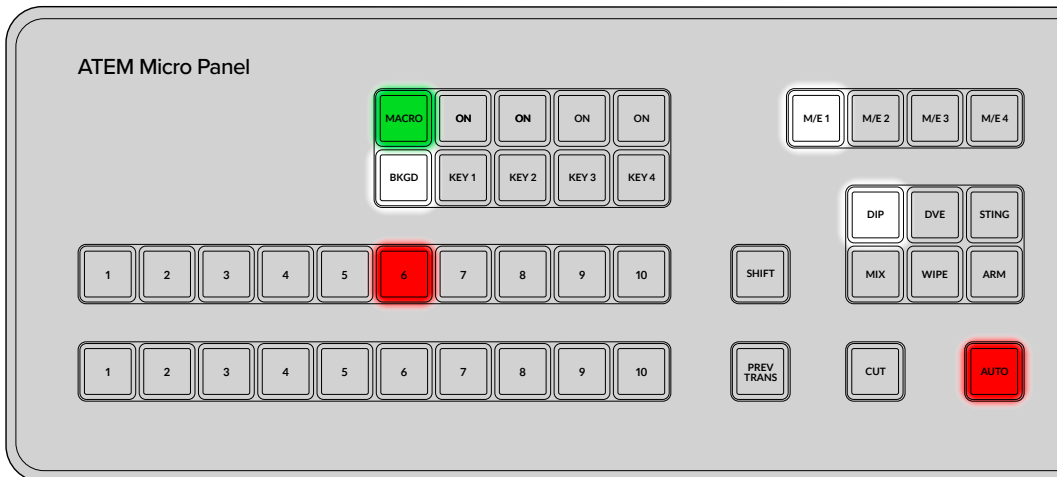 ATEM Micro Panel
MACRO ON ON ON ON
M/E 1 M/E 2 M/E 3 M/E 4
BKGD KEY 1 KEY 2 KEY 3 KEY 4
DIP DVE STING
1 2 3 4 5 6 7 8 9 10
SHIFT
MIX WIPE ARM
1 2 3 4 5 6 7 8 9 10
PREV
TRANS
CUT
AUTO